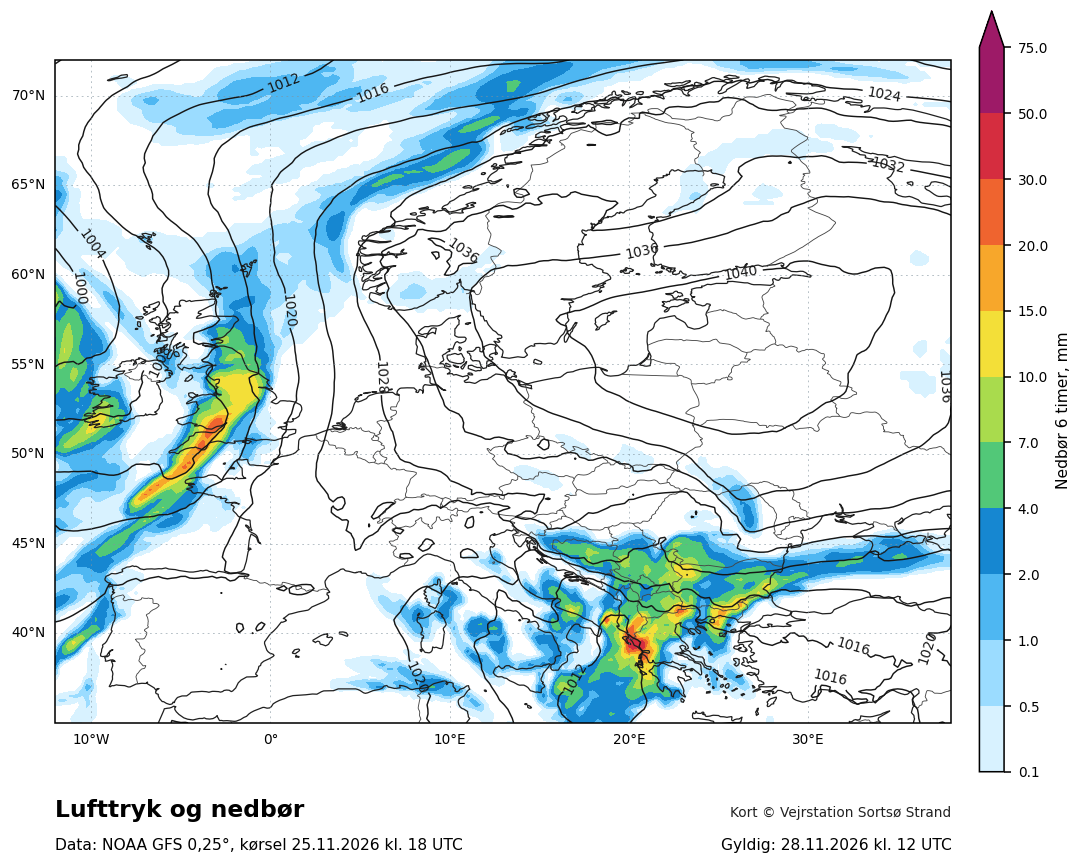 75.0
50.0
30.0
20.0
15.0
10.0
7.0
4.0
2.0
1.0
0.5
0.1
Nedbør 6 timer, mm
70°N
65°N
60°N
55°N
50°N
45°N
40°N
10°W
0°
10°E
20°E
30°E
1012
1016
1024
1032
1004
1036
1036
1040
1000
1020
1028
1036
1016
1020
1016
1012
1020
Lufttryk og nedbør
Kort © Vejrstation Sortsø Strand
Data: NOAA GFS 0,25°, kørsel 25.11.2026 kl. 18 UTC
Gyldig: 28.11.2026 kl. 12 UTC